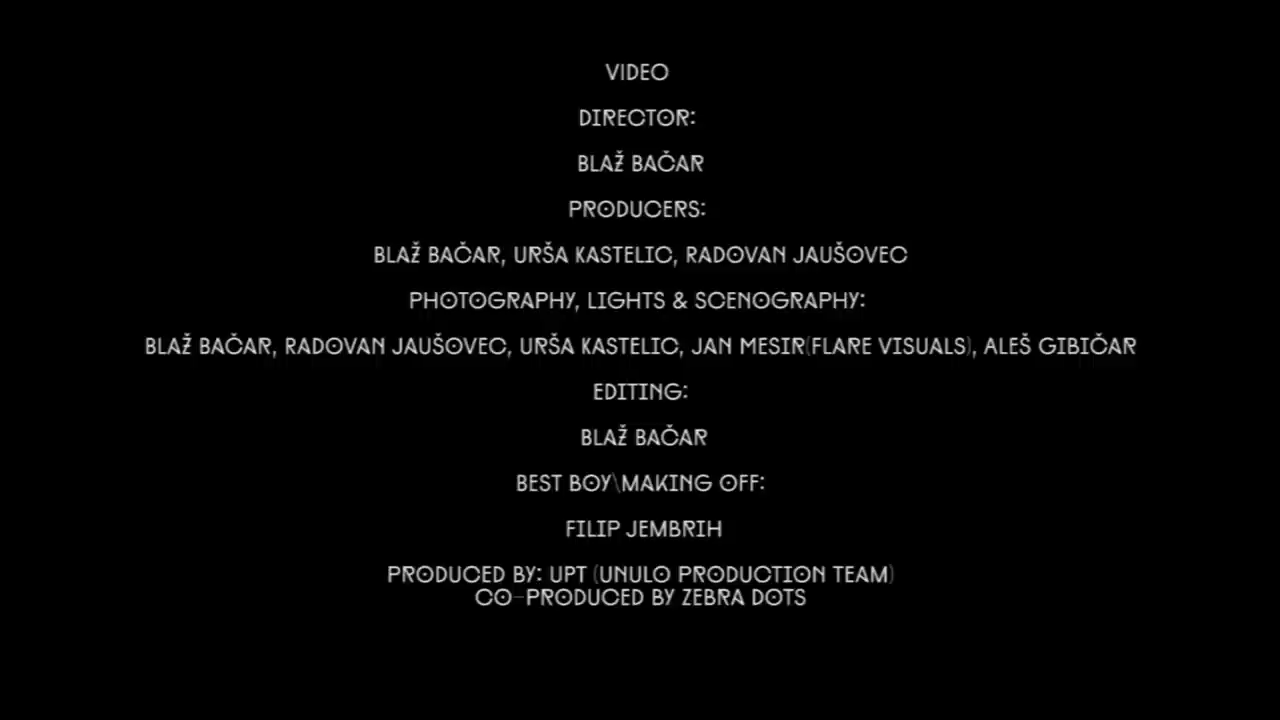 VIDEO
DIRECTOR:
BLAŽ BAČAR
PRODUCERS:
BLAŽ BAČAR, URŠA KASTELIC, RADOVAN JAUŠOVEC
PHOTOGRAPHY, LIGHTS & SCENOGRAPHY:
BLAŽ BAČAR, RADOVAN JAUŠOVEC, URŠA KASTELIC, JAN MESIR(FLARE VISUALS), ALEŠ GIBIČAR
EDITING:
BLAŽ BAČAR
BEST BOY\MAKING OFF:
FILIP JEMBRIH
PRODUCED BY: UPT (UNULO PRODUCTION TEAM)
CO-PRODUCED BY ZEBRA DOTS